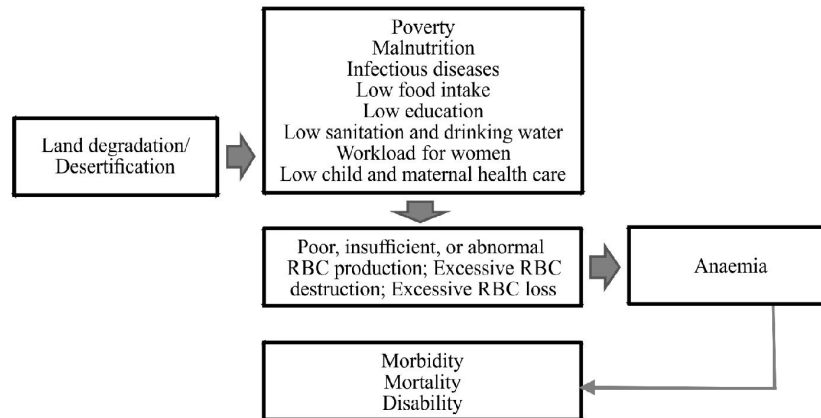 Poverty
Malnutrition
Infectious diseases
Low food intake
Low education
Low sanitation and drinking water
Workload for women
Low child and maternal health care
Land degradation/
Desertification
Poor, insufficient, or abnormal
RBC production; Excessive RBC
destruction; Excessive RBC loss
Anaemia
Morbidity
Mortality
Disability